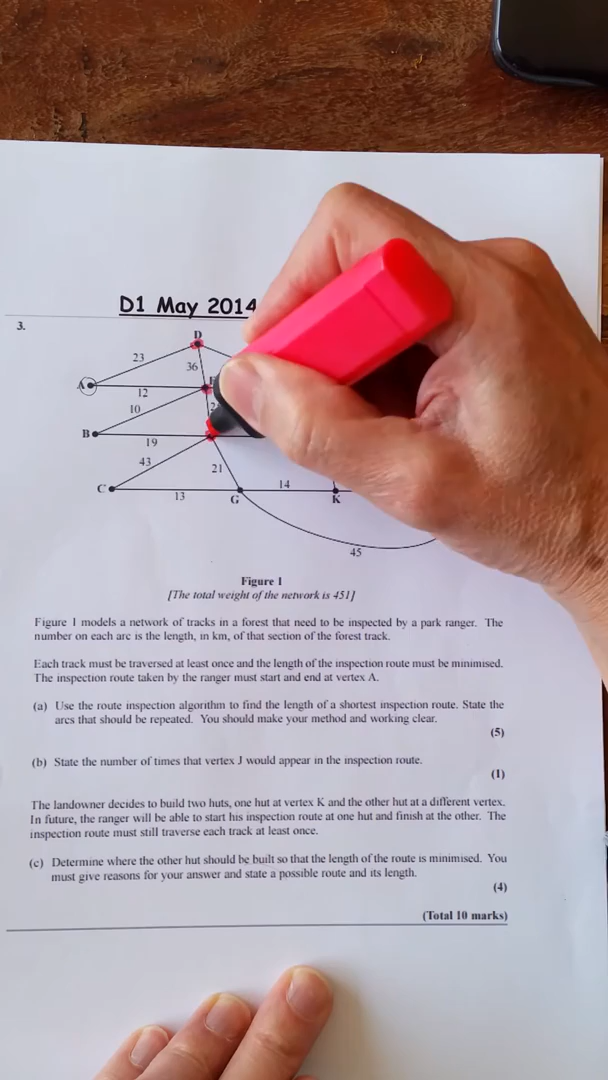 D1 May 2014
3.
D
23
36
A
12
10
B
19
43
21
C
13
G
14
K
45
Figure 1
[The total weight of the network is 451]
Figure 1 models a network of tracks in a forest that need to be inspected by a park ranger. The
number on each arc is the length, in km, of that section of the forest track.
Each track must be traversed at least once and the length of the inspection route must be minimised.
The inspection route taken by the ranger must start and end at vertex A.
(a) Use the route inspection algorithm to find the length of a shortest inspection route. State the
arcs that should be repeated. You should make your method and working clear.
(5)
(b) State the number of times that vertex J would appear in the inspection route.
(1)
The landowner decides to build two huts, one hut at vertex K and the other hut at a different vertex.
In future, the ranger will be able to start his inspection route at one hut and finish at the other. The
inspection route must still traverse each track at least once.
(c) Determine where the other hut should be built so that the length of the route is minimised. You
must give reasons for your answer and state a possible route and its length.
(4)
(Total 10 marks)